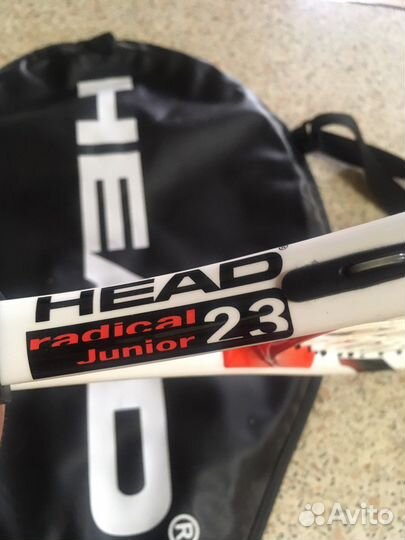 HEAD
®
HEAD®
radical 23
Junior
Avito